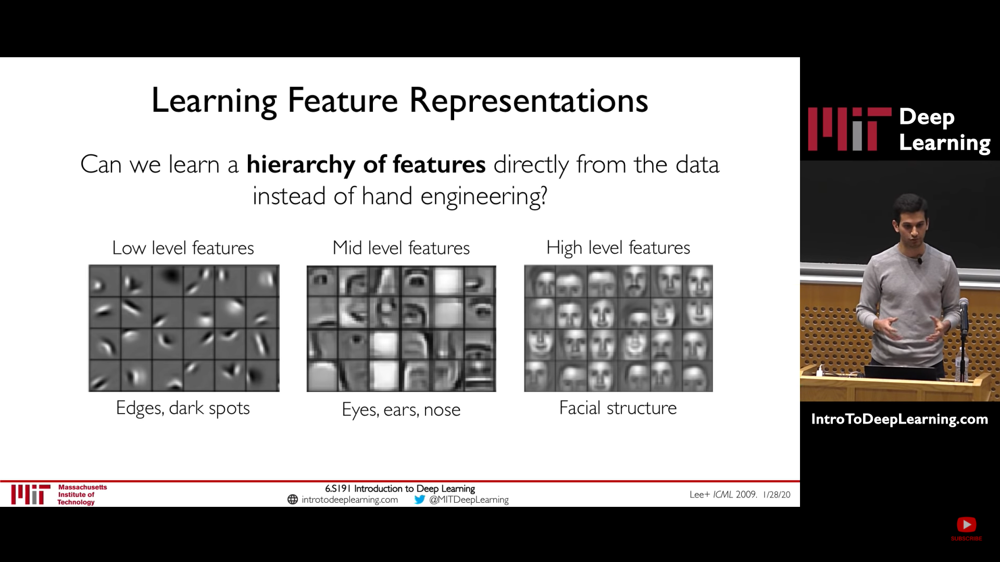 Learning Feature Representations
Can we learn a hierarchy of features directly from the data
instead of hand engineering?
Low level features
Mid level features
High level features
Edges, dark spots
Eyes, ears, nose
Facial structure
MIT
Massachusetts
Institute of
Technology
6.S191 Introduction to Deep Learning
introtodeeplearning.com
@MITDeepLearning
Lee+ ICML 2009. 1/28/20
MIT
Deep
Learning
IntroToDeepLearning.com
SUBSCRIBE